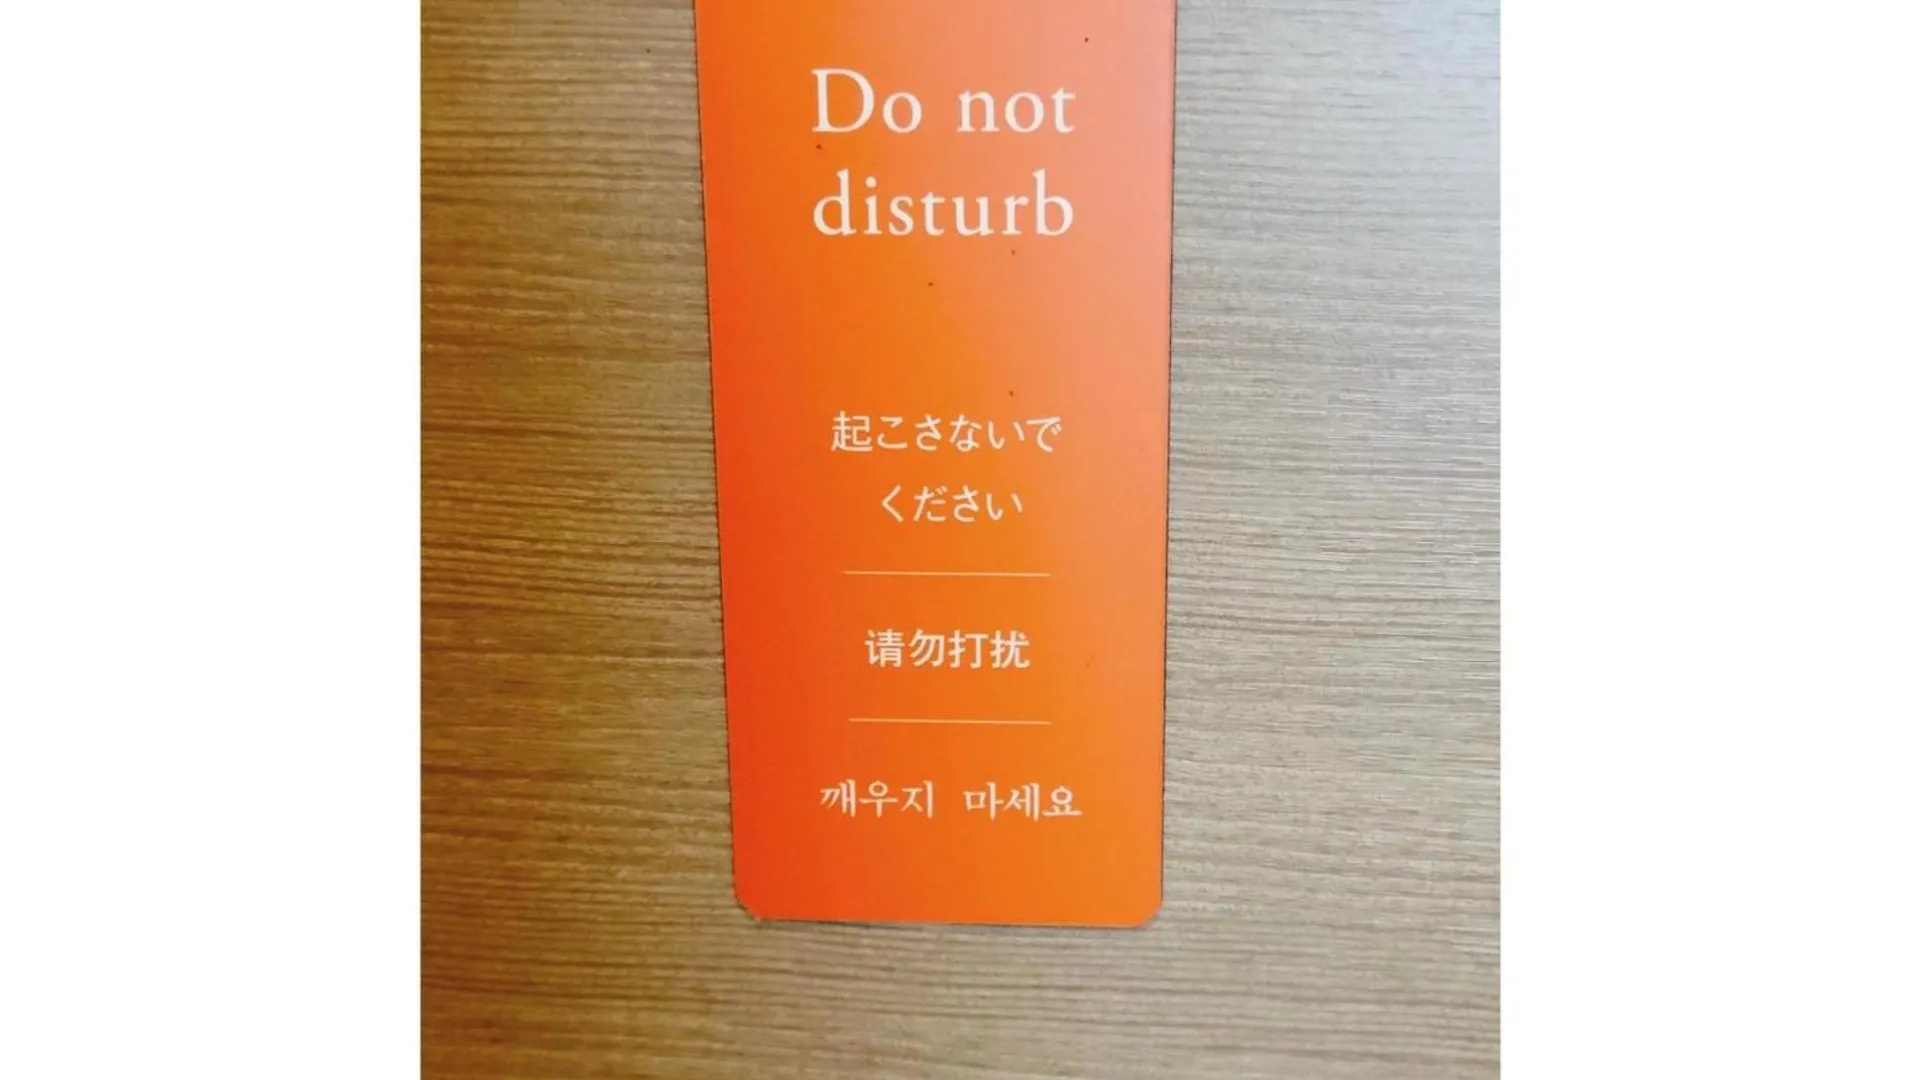 Do not
disturb
起こさないで
ください
请勿打扰
깨우지 마세요